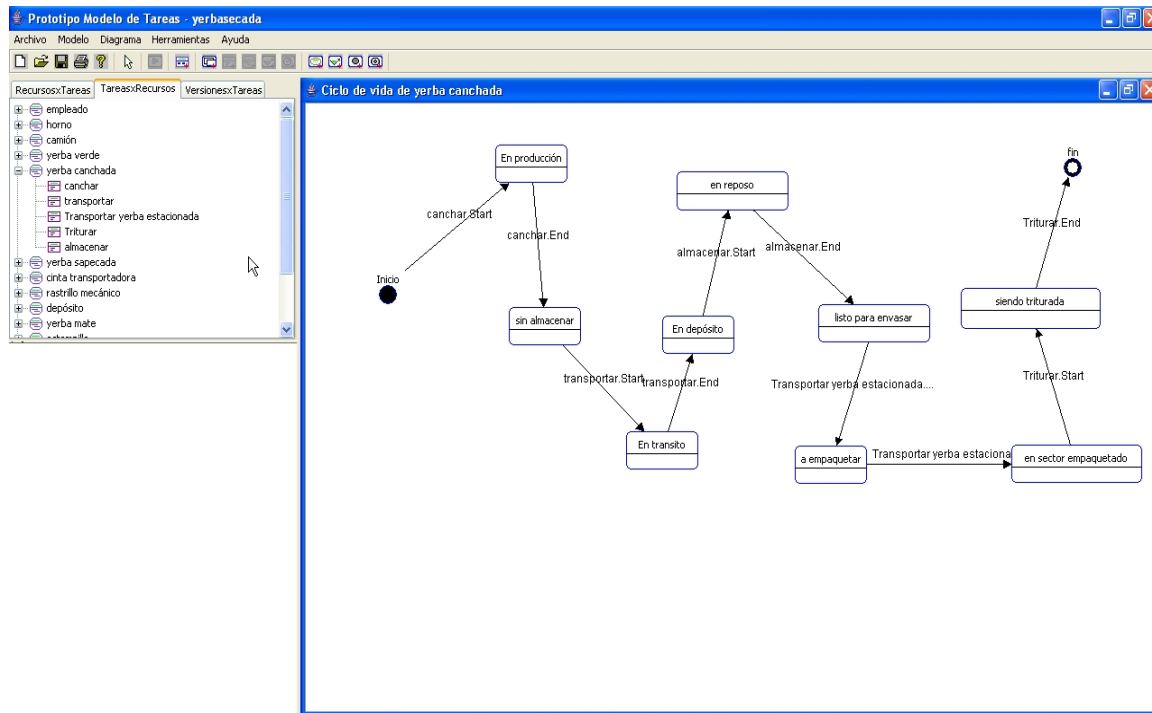 Prototipo Modelo de Tareas - yerbasecada
Archivo Modelo Diagrama Herramientas Ayuda
RecursosxTareas TareasxRecursos VersionesxTareas
empleado
horno
camión
yerba verde
yerba canchada
canchar
transportar
Transportar yerba estacionada
Triturar
almacenar
yerba sapecada
cinta transportadora
rastrillo mecánico
depósito
yerba mate
Ciclo de vida de yerba canchada
Inicio
canchar.Start
En producción
canchar.End
sin almacenar
transportar.Start
En transito
transportar.End
En depósito
almacenar.Start
en reposo
almacenar.End
listo para envasar
Transportar yerba estacionada....
a empaquetar
Transportar yerba estaciona
en sector empaquetado
Triturar.Start
siendo triturada
Triturar.End
fin